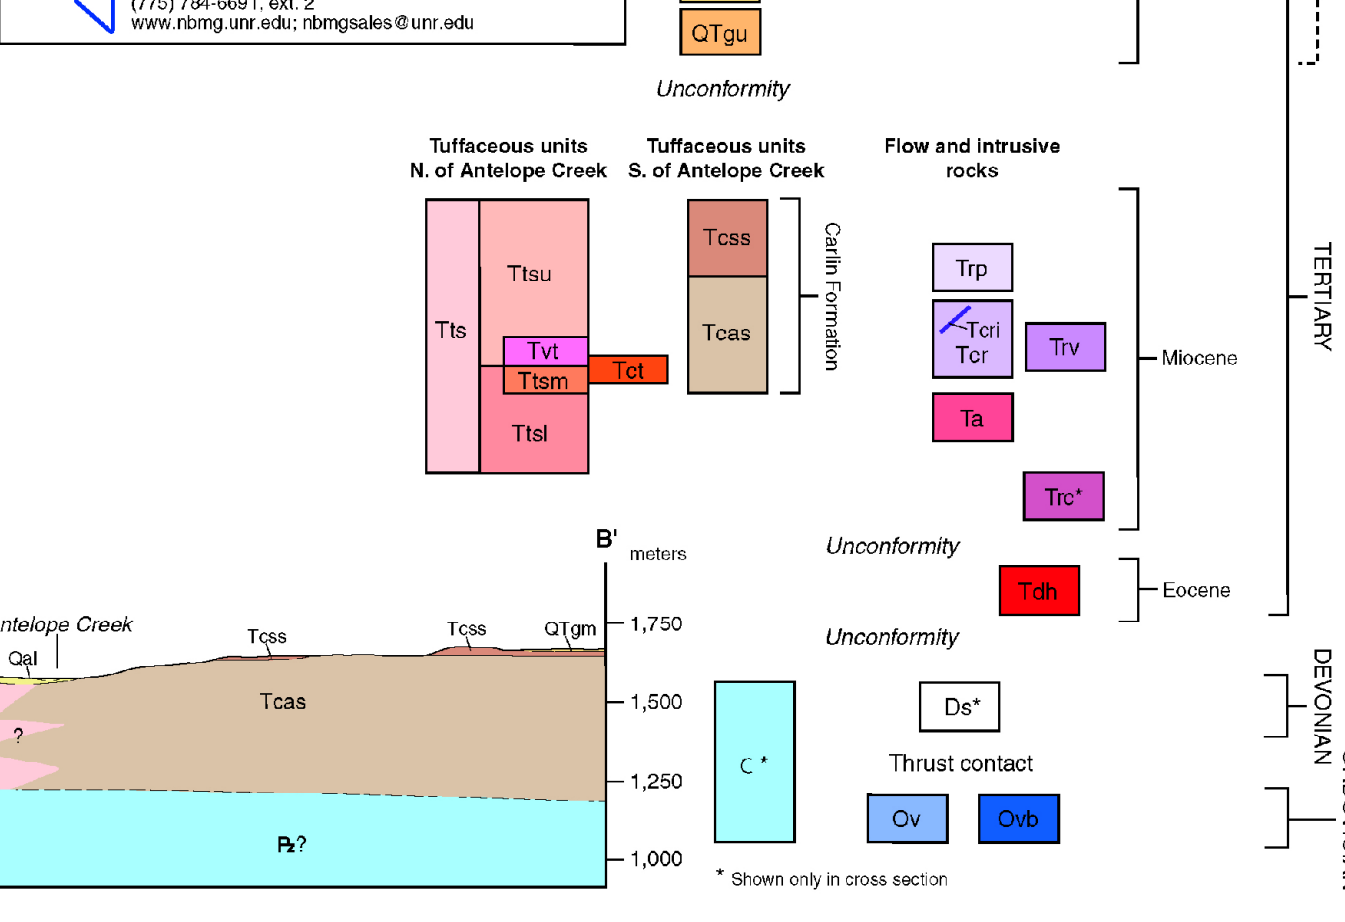 (775) 784-6691, ext. 2
www.nbmg.unr.edu; nbmgsales@unr.edu
QTgu
Unconformity
Tuffaceous units
N. of Antelope Creek
Tuffaceous units
S. of Antelope Creek
Flow and intrusive
rocks
Tts
Ttsu
Tvt
Ttsm
Ttsl
Tct
Tcss
Tcas
Carlin Formation
Trp
Tcri
Tcr
Trv
Ta
Trc*
Miocene
TERTIARY
Unconformity
Tdh
Eocene
Unconformity
B'
meters
1,750
1,500
1,250
1,000
ntelope Creek
Qal
Tcss
Tcss
QTgm
Tcas
?
Pz?
C *
Ds*
DEVONIAN
Thrust contact
Ov
Ovb
* Shown only in cross section